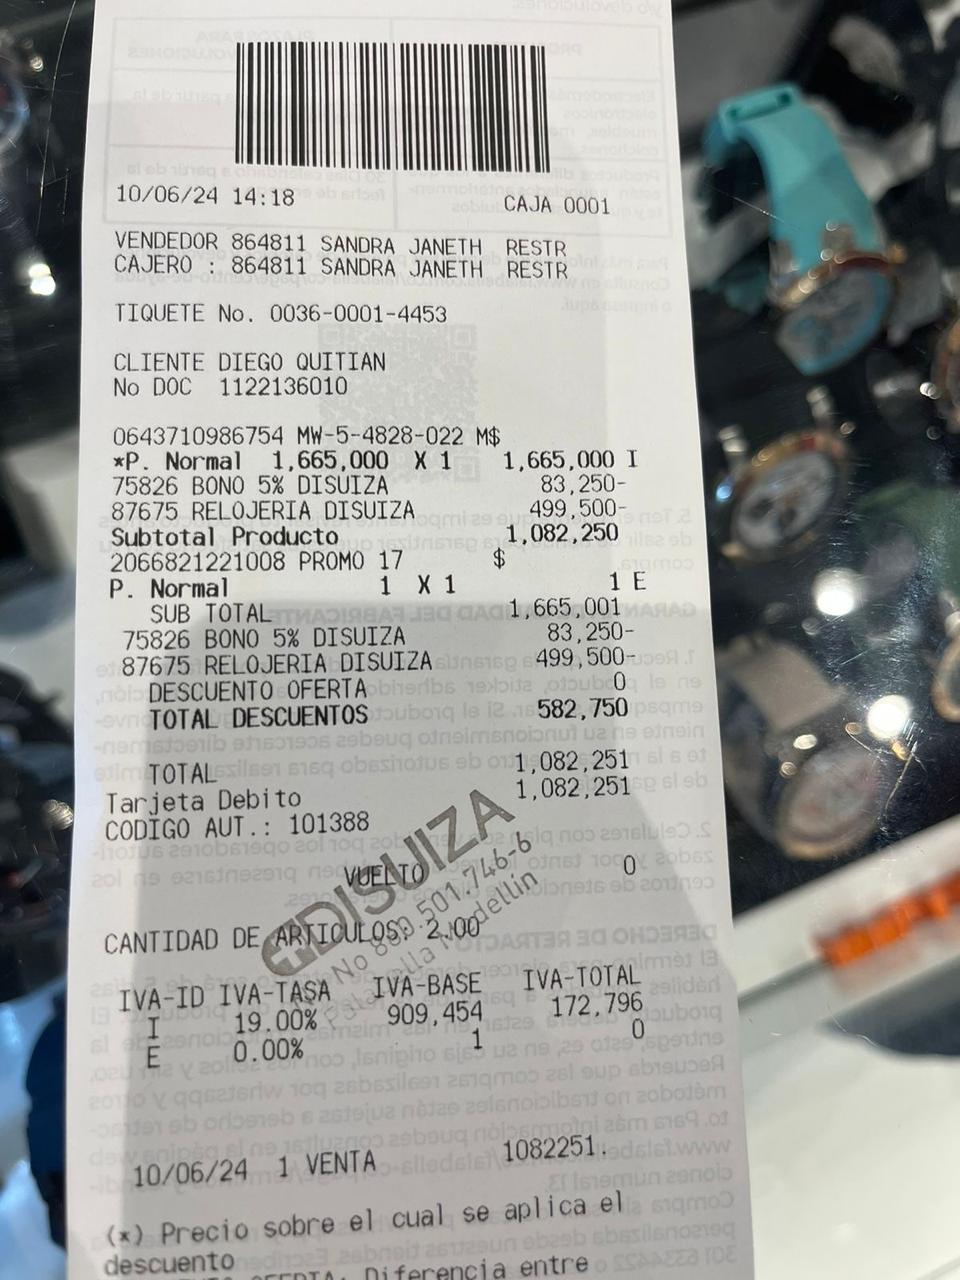 10/06/24 14:18 CAJA 0001
VENDEDOR 864811 SANDRA JANETH RESTR
CAJERO : 864811 SANDRA JANETH RESTR
TIQUETE No. 0036-0001-4453
CLIENTE DIEGO QUITIAN
No DOC 1122136010
0643710986754 MW-5-4828-022 M$
*P. Normal 1,665,000 X 1 1,665,000 I
75826 BONO 5% DISUIZA 83,250-
87675 RELOJERIA DISUIZA 499,500-
Subtotal Producto 1,082,250
2066821221008 PROMO 17 $
P. Normal 1 X 1 1 E
SUB TOTAL 1,665,001
75826 BONO 5% DISUIZA 83,250-
87675 RELOJERIA DISUIZA 499,500-
DESCUENTO OFERTA 0
TOTAL DESCUENTOS 582,750
TOTAL 1,082,251
Tarjeta Debito 1,082,251
CODIGO AUT.: 101388
DISUIZA
VUELTO 0
CANTIDAD DE ARTICULOS: 2.00
IVA-ID IVA-TASA IVA-BASE IVA-TOTAL
I 19.00% 909,454 172,796
E 0.00% 1 0
10/06/24 1 VENTA 1082251.
(*) Precio sobre el cual se aplica el
descuento
OFERTA: Diferencia entre